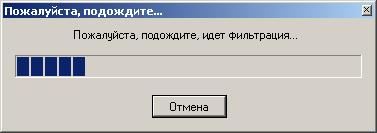 Пожалуйста, подождите...
Пожалуйста, подождите, идет фильтрация...
Отмена